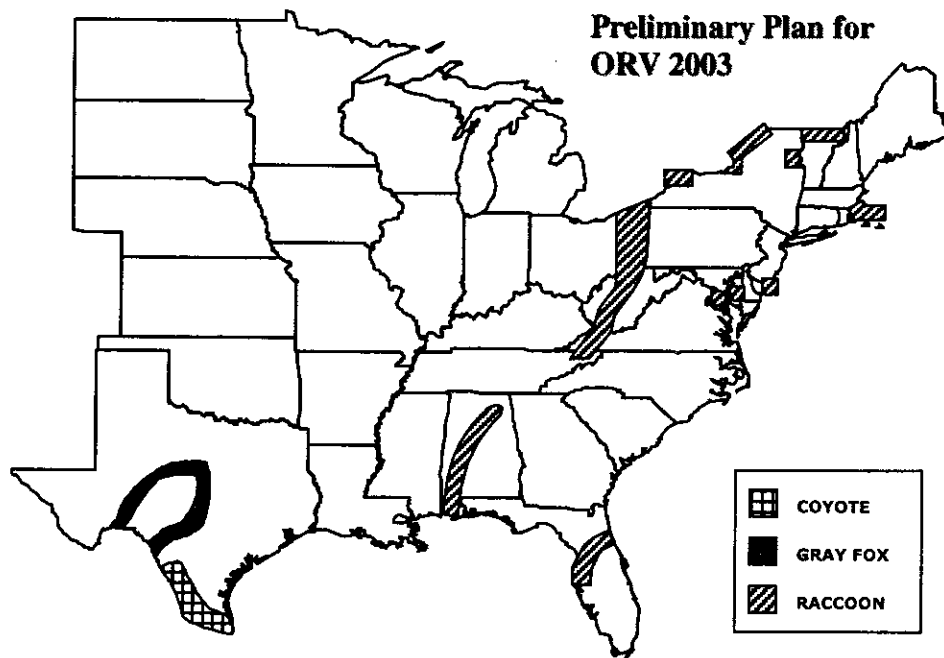 Preliminary Plan for
ORV 2003
COYOTE
GRAY FOX
RACCOON